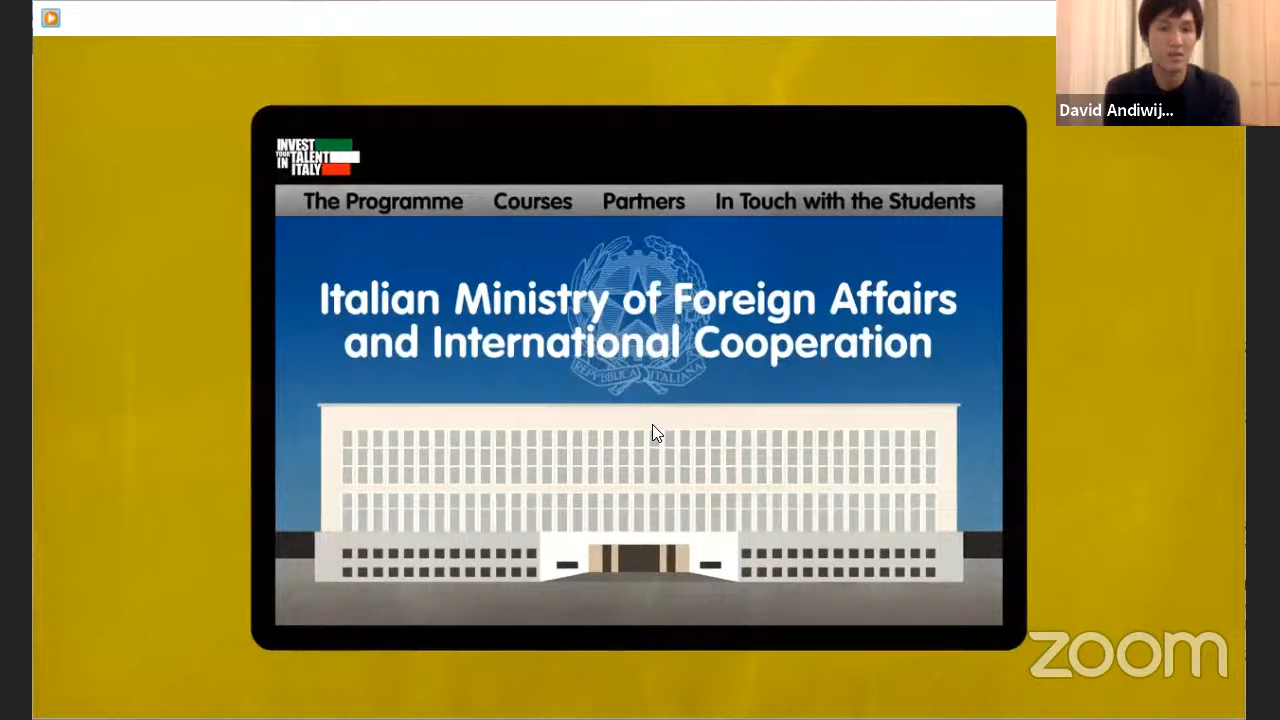 David Andiwij...
INVEST
YOUR
IN TALENT
ITALY
The Programme Courses Partners In Touch with the Students
Italian Ministry of Foreign Affairs
and International Cooperation
REPVBBLICA ITALIANA
zoom